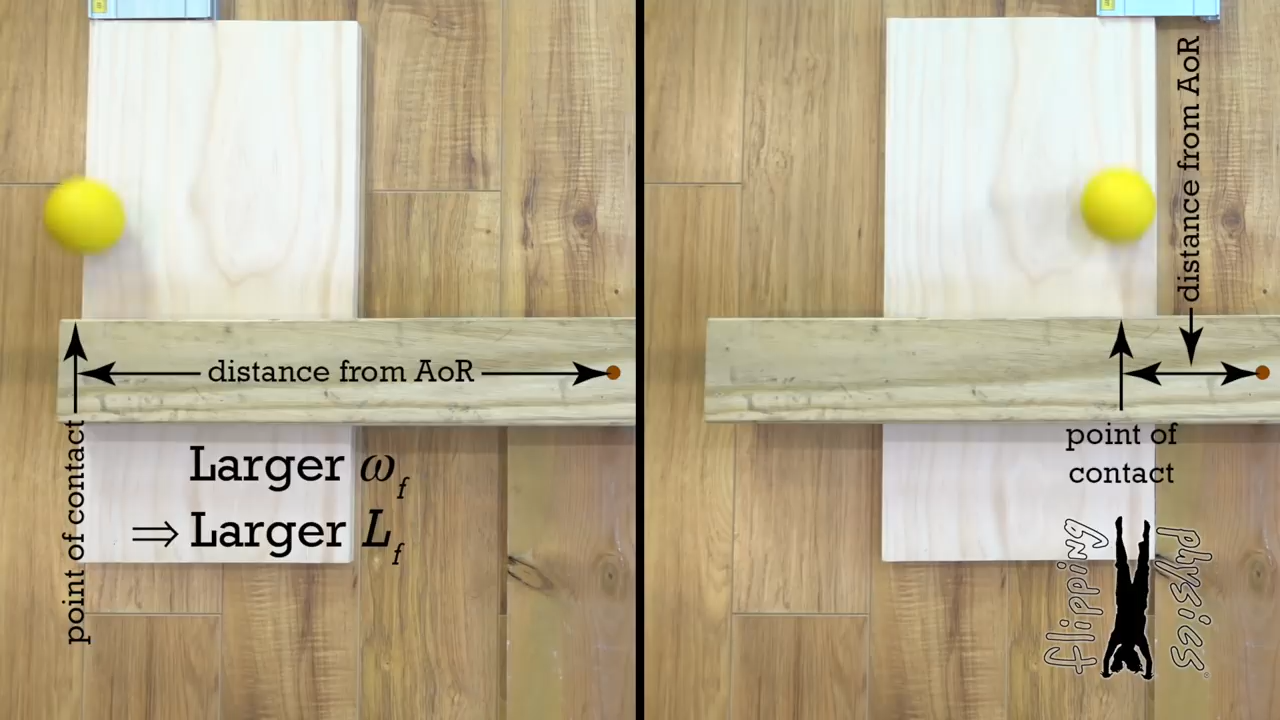 distance from AoR
point of contact
Larger ω_f
⇒ Larger L_f
distance from AoR
point of
contact
flipping
physics